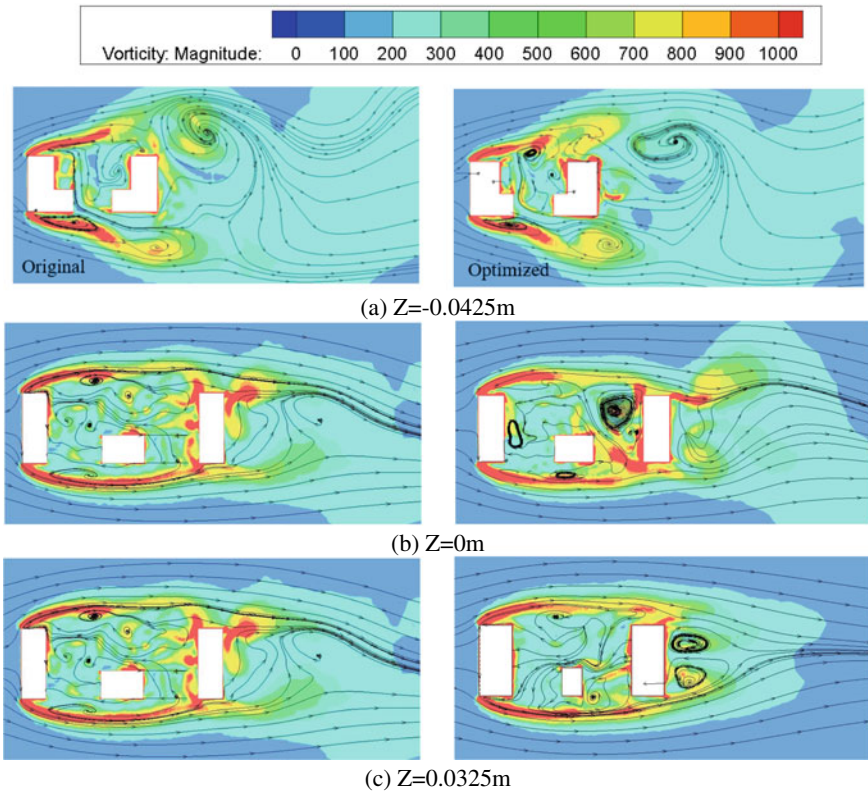 Vorticity: Magnitude: 0 100 200 300 400 500 600 700 800 900 1000
Original
Optimized
(a) Z=-0.0425m
(b) Z=0m
(c) Z=0.0325m